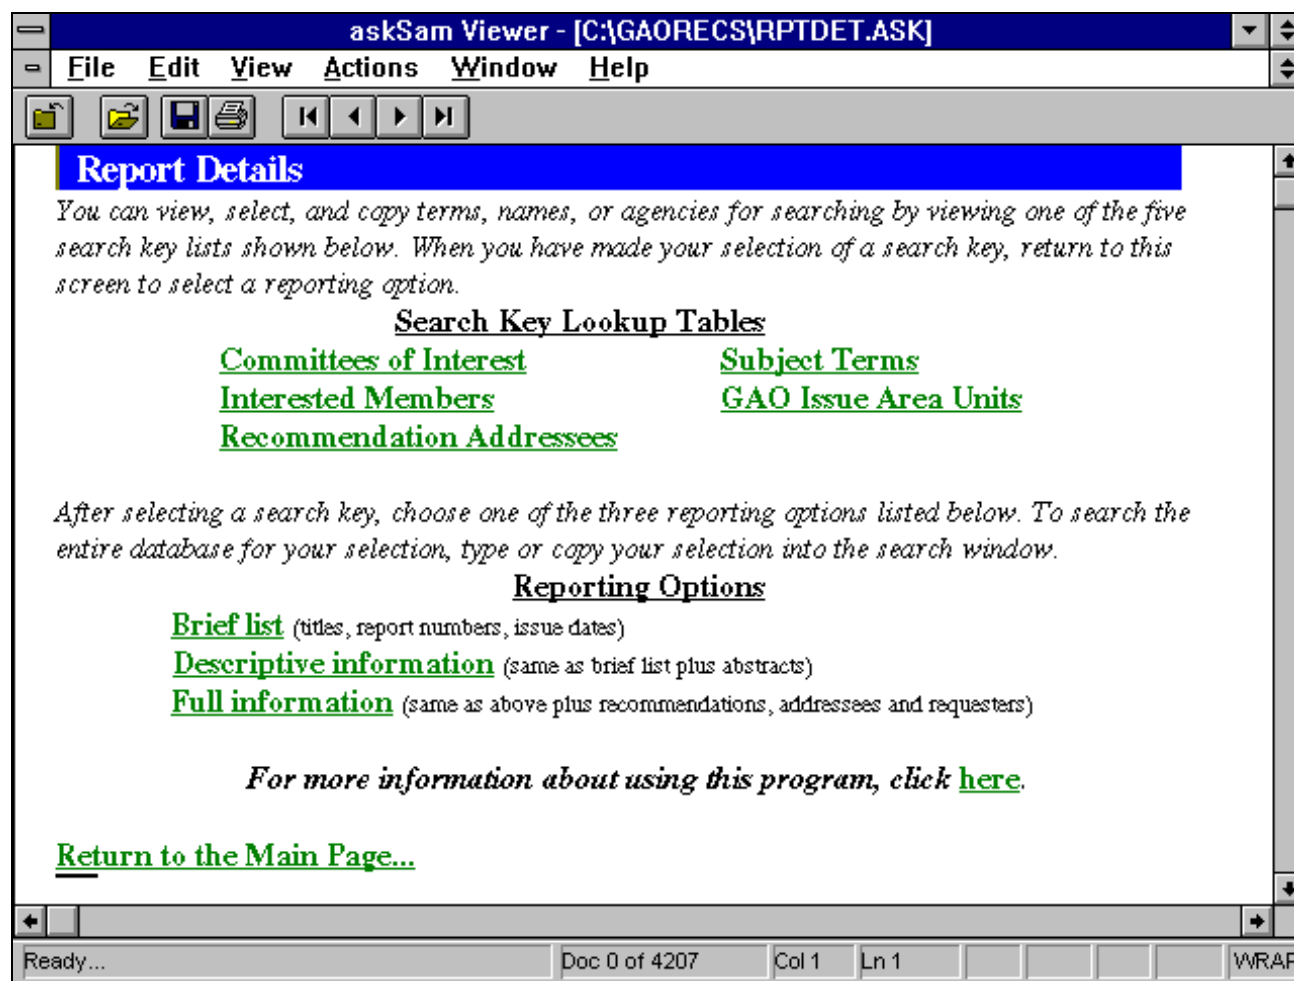 askSam Viewer - [C:\GAORECS\RPTDET.ASK]
File Edit View Actions Window Help
Report Details
You can view, select, and copy terms, names, or agencies for searching by viewing one of the five
search key lists shown below. When you have made your selection of a search key, return to this
screen to select a reporting option.
Search Key Lookup Tables
Committees of Interest Subject Terms
Interested Members GAO Issue Area Units
Recommendation Addressees
After selecting a search key, choose one of the three reporting options listed below. To search the
entire database for your selection, type or copy your selection into the search window.
Reporting Options
Brief list (titles, report numbers, issue dates)
Descriptive information (same as brief list plus abstracts)
Full information (same as above plus recommendations, addressees and requesters)
For more information about using this program, click here.
Return to the Main Page...
Ready... Doc 0 of 4207 Col 1 Ln 1 WRAP